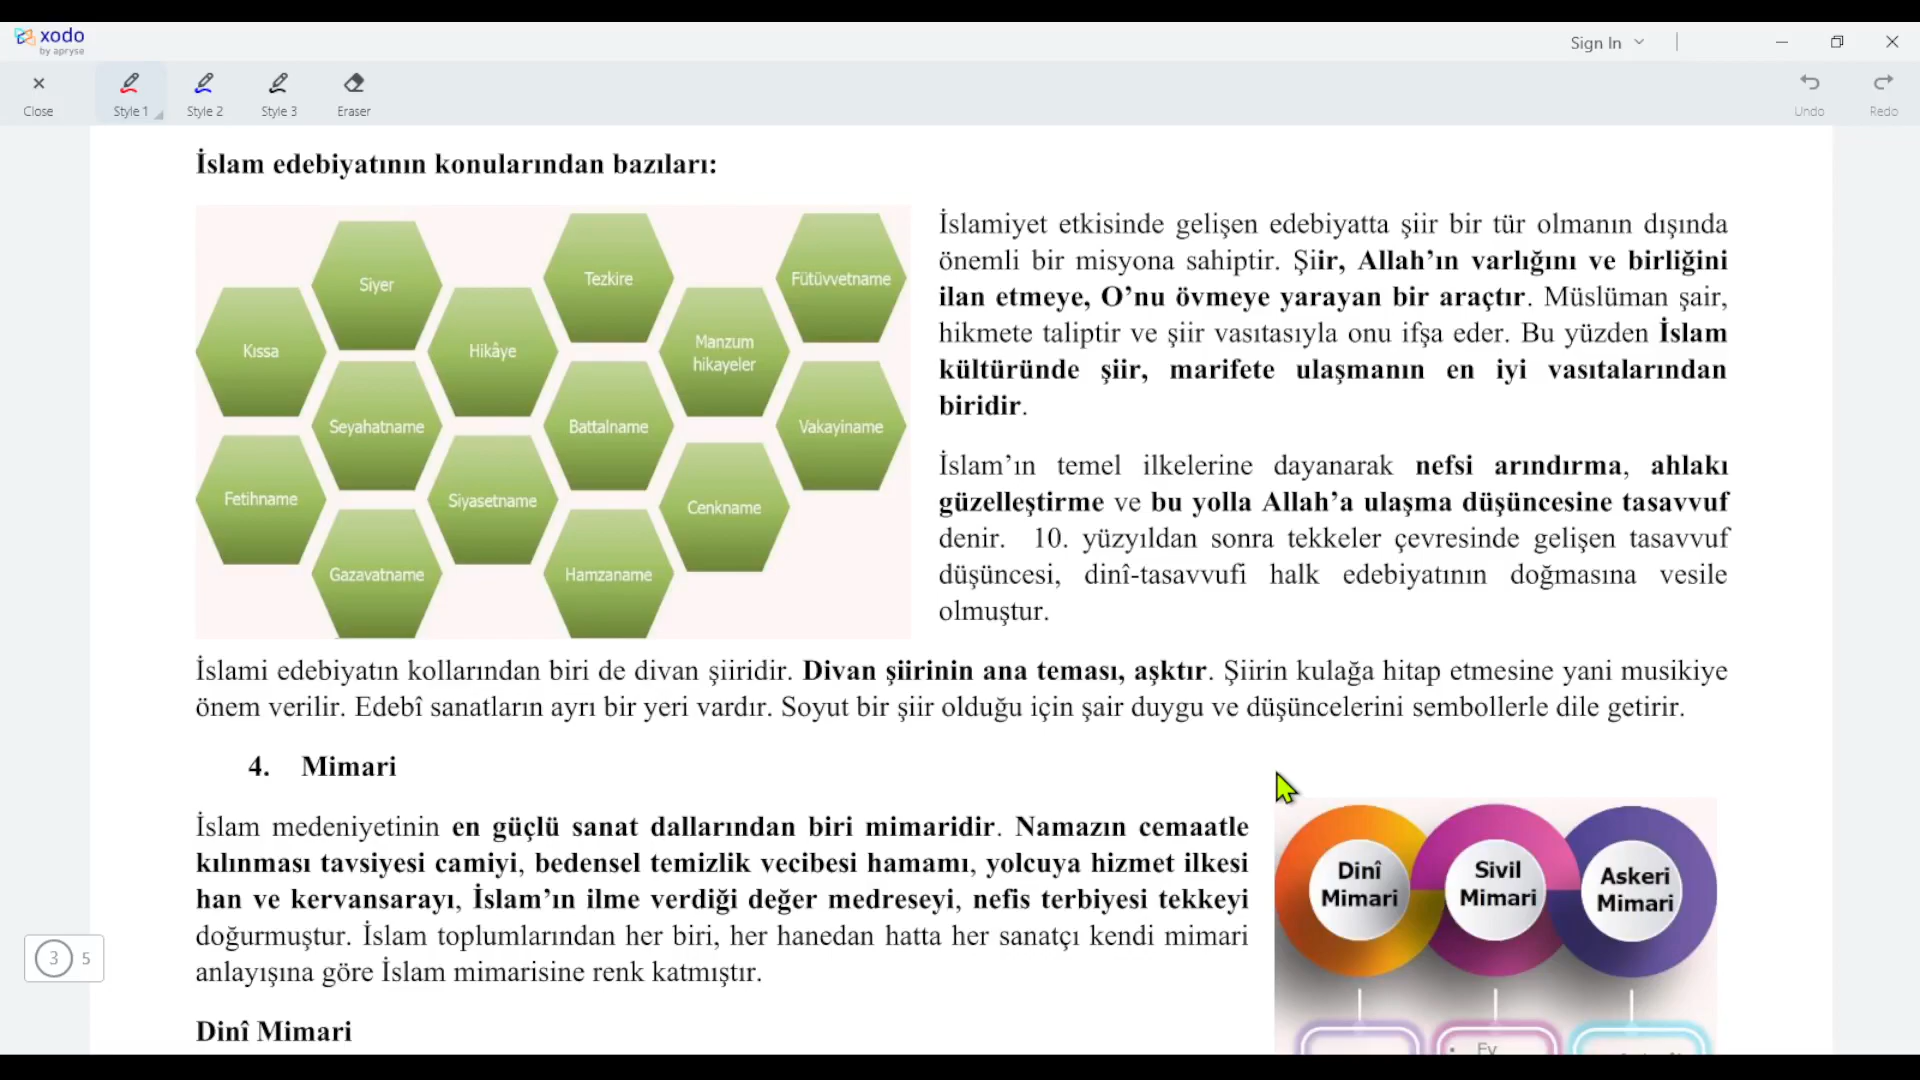 xodo
by apryse
Sign In
Close
Style 1
Style 2
Style 3
Eraser
Undo
Redo
İslam edebiyatının konularından bazıları:
Siyer
Tezkire
Fütüvvetname
Kıssa
Hikâye
Manzum
hikayeler
Seyahatname
Battalname
Vakayiname
Fetihname
Siyasetname
Cenkname
Gazavatname
Hamzaname
İslamiyet etkisinde gelişen edebiyatta şiir bir tür olmanın dışında
önemli bir misyona sahiptir. Şiir, Allah’ın varlığını ve birliğini
ilan etmeye, O’nu övmeye yarayan bir araçtır. Müslüman şair,
hikmete taliptir ve şiir vasıtasıyla onu ifşa eder. Bu yüzden İslam
kültüründe şiir, marifete ulaşmanın en iyi vasıtalarından
biridir.
İslam’ın temel ilkelerine dayanarak nefsi arındırma, ahlakı
güzelleştirme ve bu yolla Allah’a ulaşma düşüncesine tasavvuf
denir. 10. yüzyıldan sonra tekkeler çevresinde gelişen tasavvuf
düşüncesi, dinî-tasavvufi halk edebiyatının doğmasına vesile
olmuştur.
İslami edebiyatın kollarından biri de divan şiiridir. Divan şiirinin ana teması, aşktır. Şiirin kulağa hitap etmesine yani musikiye
önem verilir. Edebî sanatların ayrı bir yeri vardır. Soyut bir şiir olduğu için şair duygu ve düşüncelerini sembollerle dile getirir.
4. Mimari
İslam medeniyetinin en güçlü sanat dallarından biri mimaridir. Namazın cemaatle
kılınması tavsiyesi camiyi, bedensel temizlik vecibesi hamamı, yolcuya hizmet ilkesi
han ve kervansarayı, İslam’ın ilme verdiği değer medreseyi, nefis terbiyesi tekkeyi
doğurmuştur. İslam toplumlarından her biri, her hanedan hatta her sanatçı kendi mimari
anlayışına göre İslam mimarisine renk katmıştır.
Dinî Mimari
Dinî
Mimari
Sivil
Mimari
Askeri
Mimari
• Ev
3 5